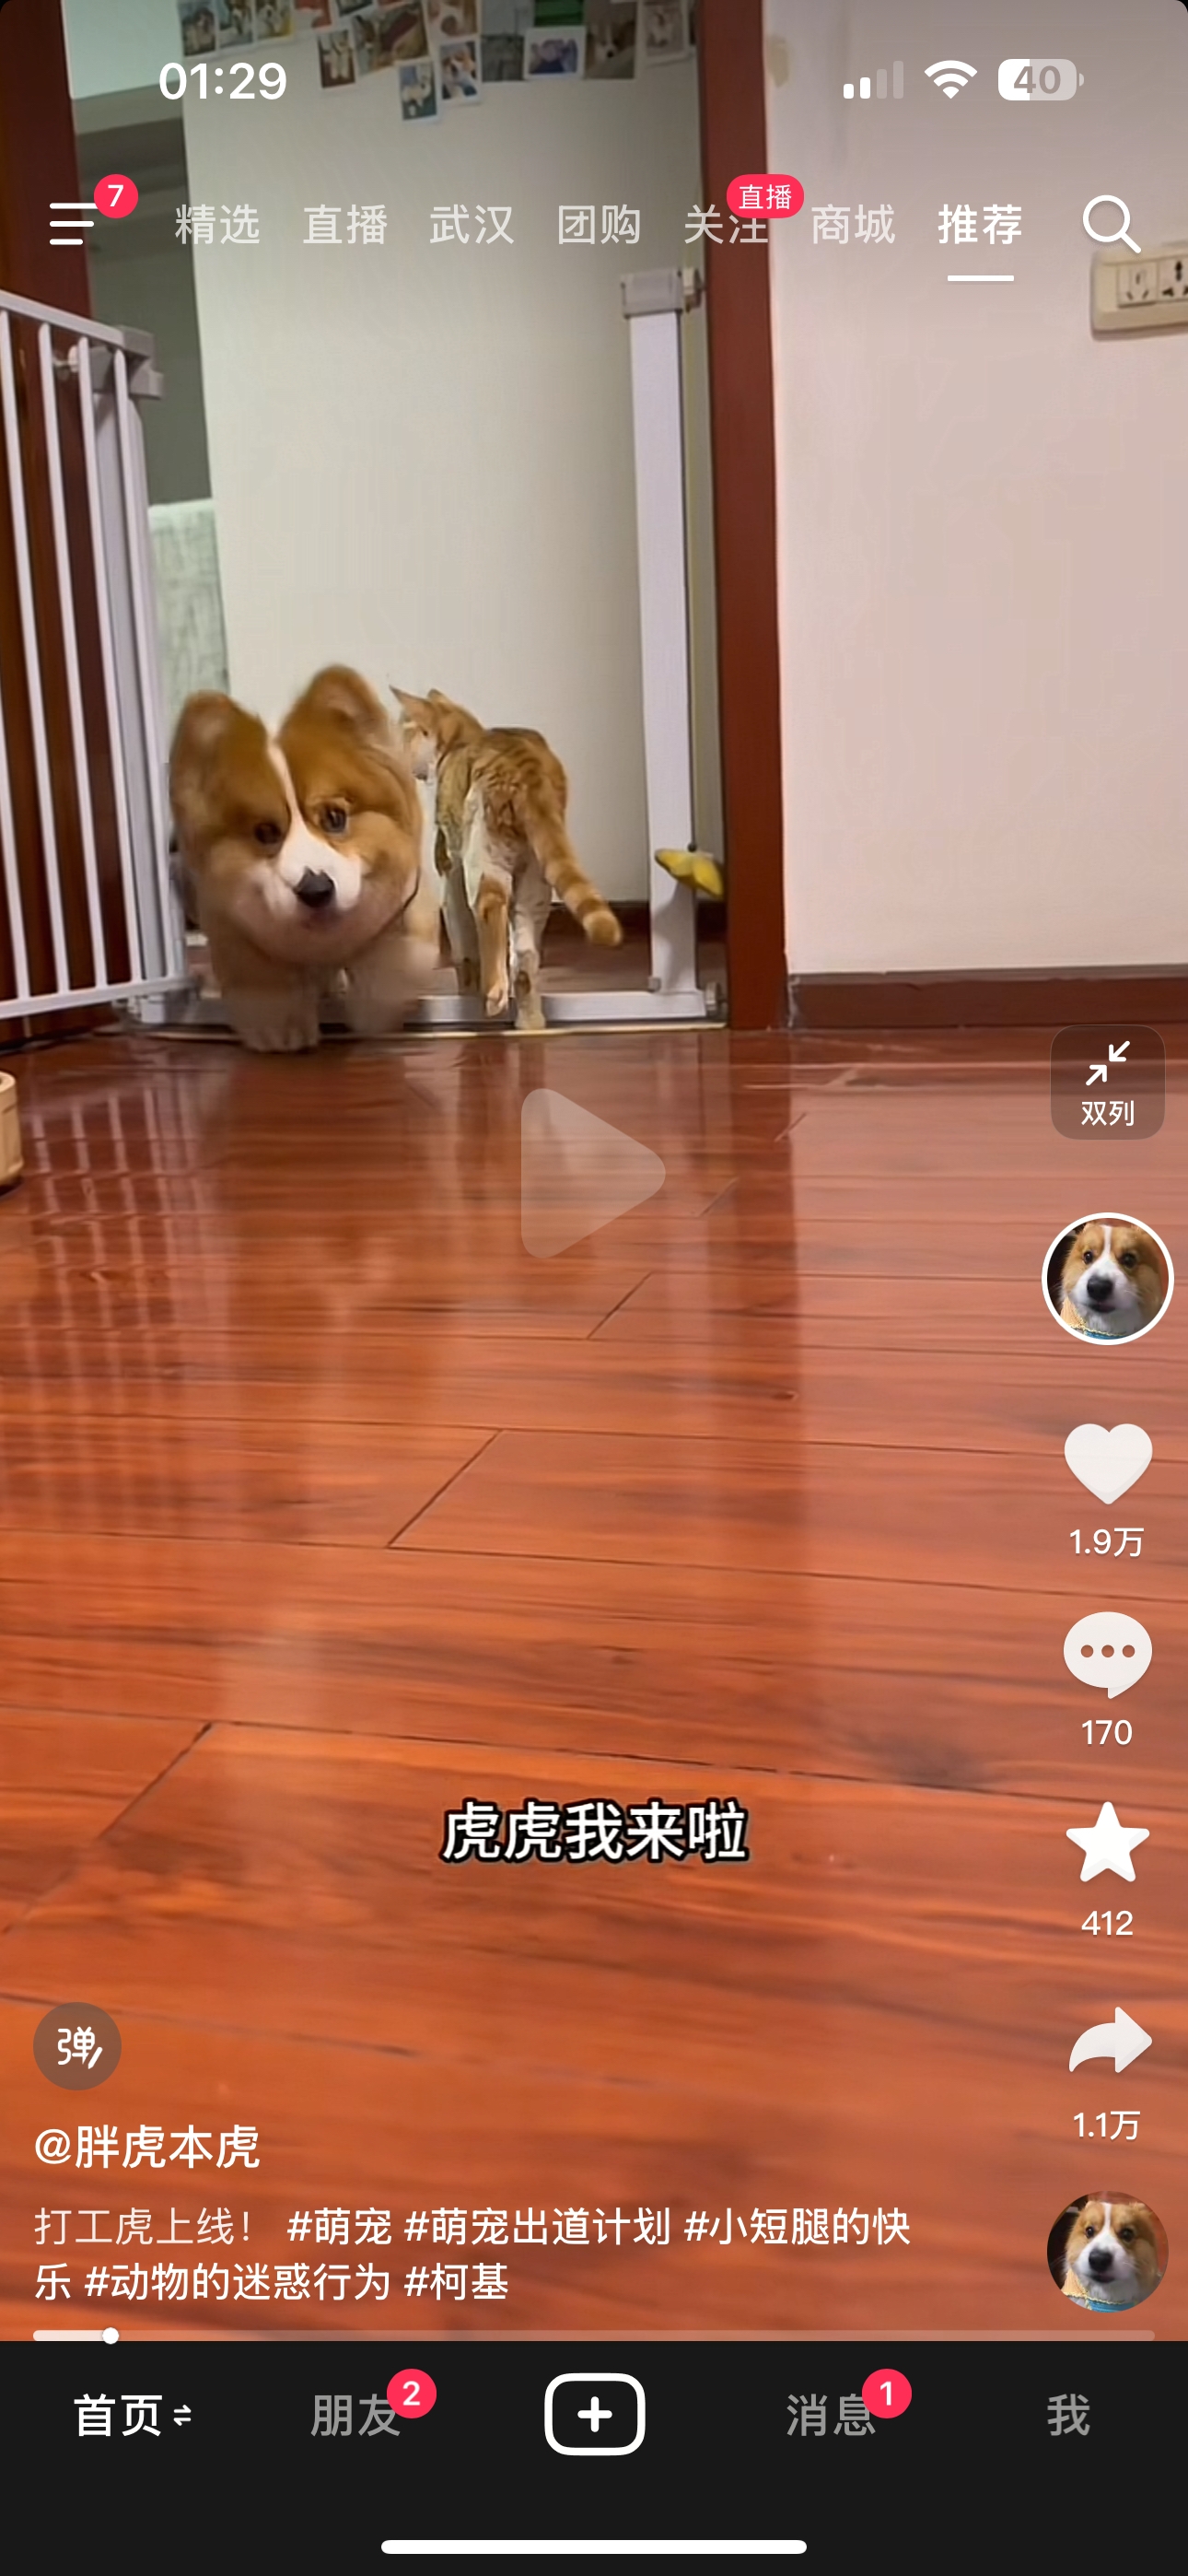 01:29
40
7
直播
精选 直播 武汉 团购 关注 商城 推荐
双列
1.9万
170
虎虎我来啦
412
弹
1.1万
@胖虎本虎
打工虎上线! #萌宠 #萌宠出道计划 #小短腿的快
乐 #动物的迷惑行为 #柯基
首页 朋友 2 消息 1 我